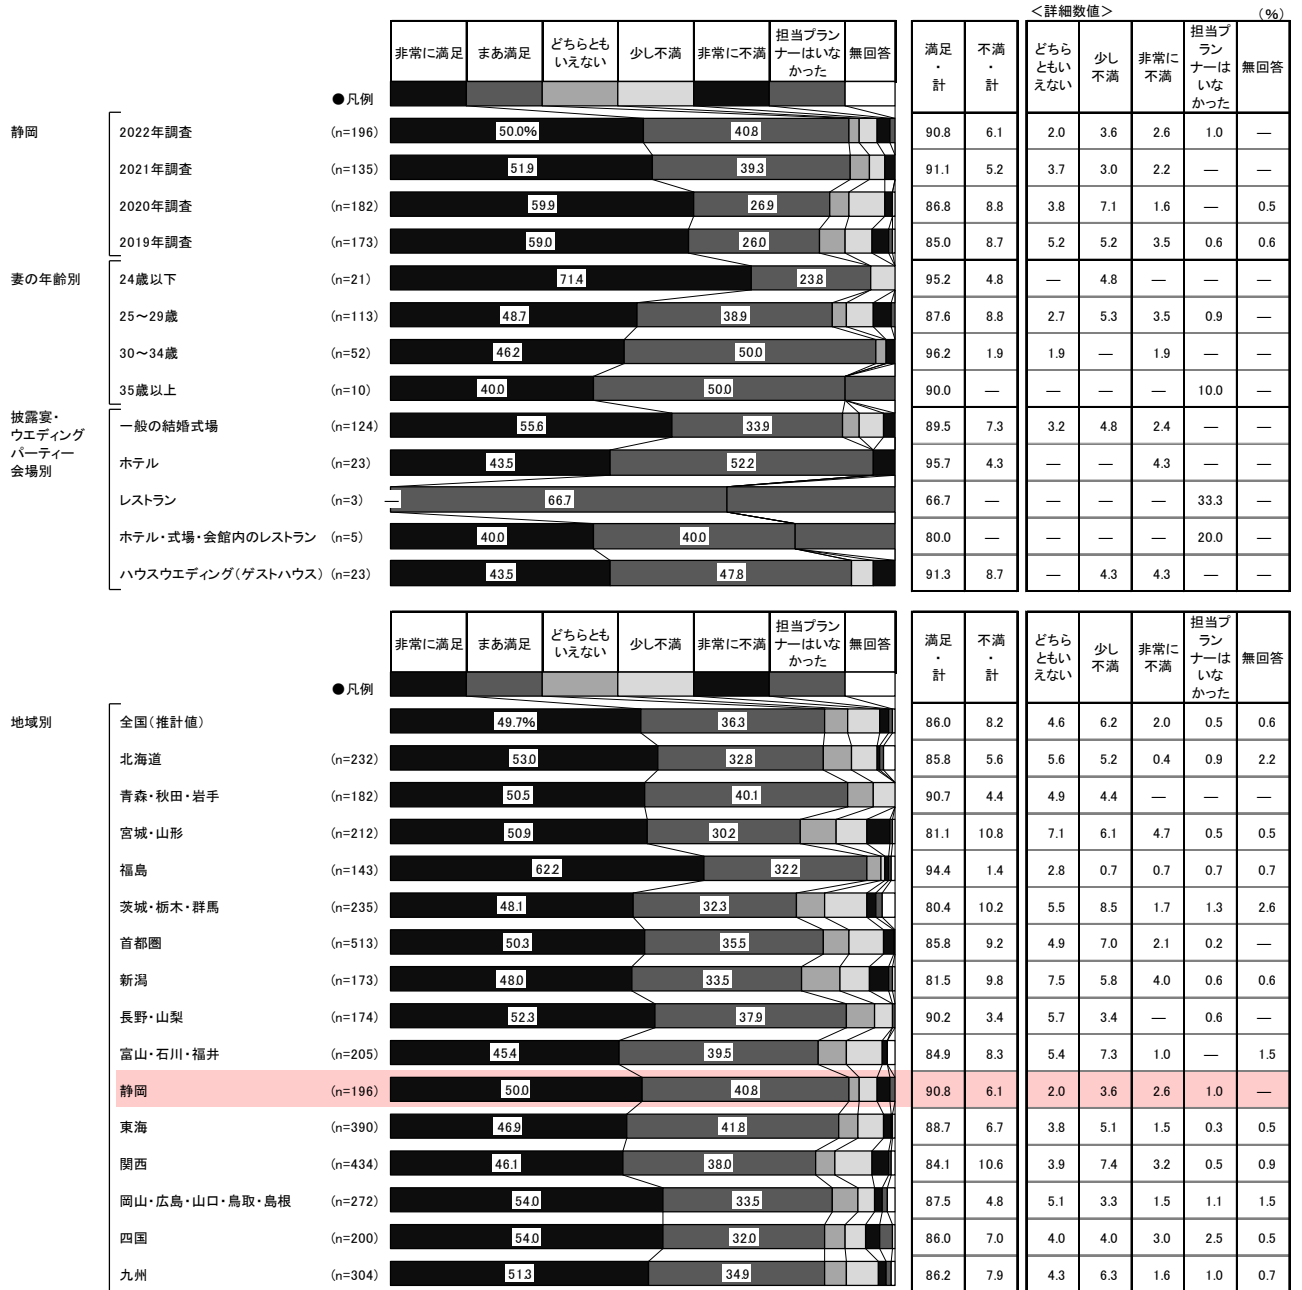 ＜詳細数値＞
（％）
非常に満足 まあ満足 どちらとも いえない 少し不満 非常に不満 担当プラン ナーはいな かった 無回答 満足・計 不満・計 どちら ともい えない 少し 不満 非常に 不満 担当プ ラン ナーは いな かった 無回答
●凡例
静岡 2022年調査 (n=196) 50.0% 40.8 90.8 6.1 2.0 3.6 2.6 1.0 ―
2021年調査 (n=135) 51.9 39.3 91.1 5.2 3.7 3.0 2.2 ― ―
2020年調査 (n=182) 59.9 26.9 86.8 8.8 3.8 7.1 1.6 ― 0.5
2019年調査 (n=173) 59.0 26.0 85.0 8.7 5.2 5.2 3.5 0.6 0.6
妻の年齢別 24歳以下 (n=21) 71.4 23.8 95.2 4.8 ― 4.8 ― ― ―
25～29歳 (n=113) 48.7 38.9 87.6 8.8 2.7 5.3 3.5 0.9 ―
30～34歳 (n=52) 46.2 50.0 96.2 1.9 1.9 ― 1.9 ― ―
35歳以上 (n=10) 40.0 50.0 90.0 ― ― ― ― 10.0 ―
披露宴・
ウエディング
パーティー
会場別
一般の結婚式場 (n=124) 55.6 33.9 89.5 7.3 3.2 4.8 2.4 ― ―
ホテル (n=23) 43.5 52.2 95.7 4.3 ― ― 4.3 ― ―
レストラン (n=3) ― 66.7 66.7 ― ― ― ― 33.3 ―
ホテル・式場・会館内のレストラン (n=5) 40.0 40.0 80.0 ― ― ― ― 20.0 ―
ハウスウエディング（ゲストハウス） (n=23) 43.5 47.8 91.3 8.7 ― 4.3 4.3 ― ―
非常に満足 まあ満足 どちらとも いえない 少し不満 非常に不満 担当プラン ナーはいな かった 無回答 満足・計 不満・計 どちら ともい えない 少し 不満 非常に 不満 担当プ ラン ナーは いな かった 無回答
●凡例
地域別 全国（推計値） 49.7% 36.3 86.0 8.2 4.6 6.2 2.0 0.5 0.6
北海道 (n=232) 53.0 32.8 85.8 5.6 5.6 5.2 0.4 0.9 2.2
青森・秋田・岩手 (n=182) 50.5 40.1 90.7 4.4 4.9 4.4 ― ― ―
宮城・山形 (n=212) 50.9 30.2 81.1 10.8 7.1 6.1 4.7 0.5 0.5
福島 (n=143) 62.2 32.2 94.4 1.4 2.8 0.7 0.7 0.7 0.7
茨城・栃木・群馬 (n=235) 48.1 32.3 80.4 10.2 5.5 8.5 1.7 1.3 2.6
首都圏 (n=513) 50.3 35.5 85.8 9.2 4.9 7.0 2.1 0.2 ―
新潟 (n=173) 48.0 33.5 81.5 9.8 7.5 5.8 4.0 0.6 0.6
長野・山梨 (n=174) 52.3 37.9 90.2 3.4 5.7 3.4 ― 0.6 ―
富山・石川・福井 (n=205) 45.4 39.5 84.9 8.3 5.4 7.3 1.0 ― 1.5
静岡 (n=196) 50.0 40.8 90.8 6.1 2.0 3.6 2.6 1.0 ―
東海 (n=390) 46.9 41.8 88.7 6.7 3.8 5.1 1.5 0.3 0.5
関西 (n=434) 46.1 38.0 84.1 10.6 3.9 7.4 3.2 0.5 0.9
岡山・広島・山口・鳥取・島根 (n=272) 54.0 33.5 87.5 4.8 5.1 3.3 1.5 1.1 1.5
四国 (n=200) 54.0 32.0 86.0 7.0 4.0 4.0 3.0 2.5 0.5
九州 (n=304) 51.3 34.9 86.2 7.9 4.3 6.3 1.6 1.0 0.7